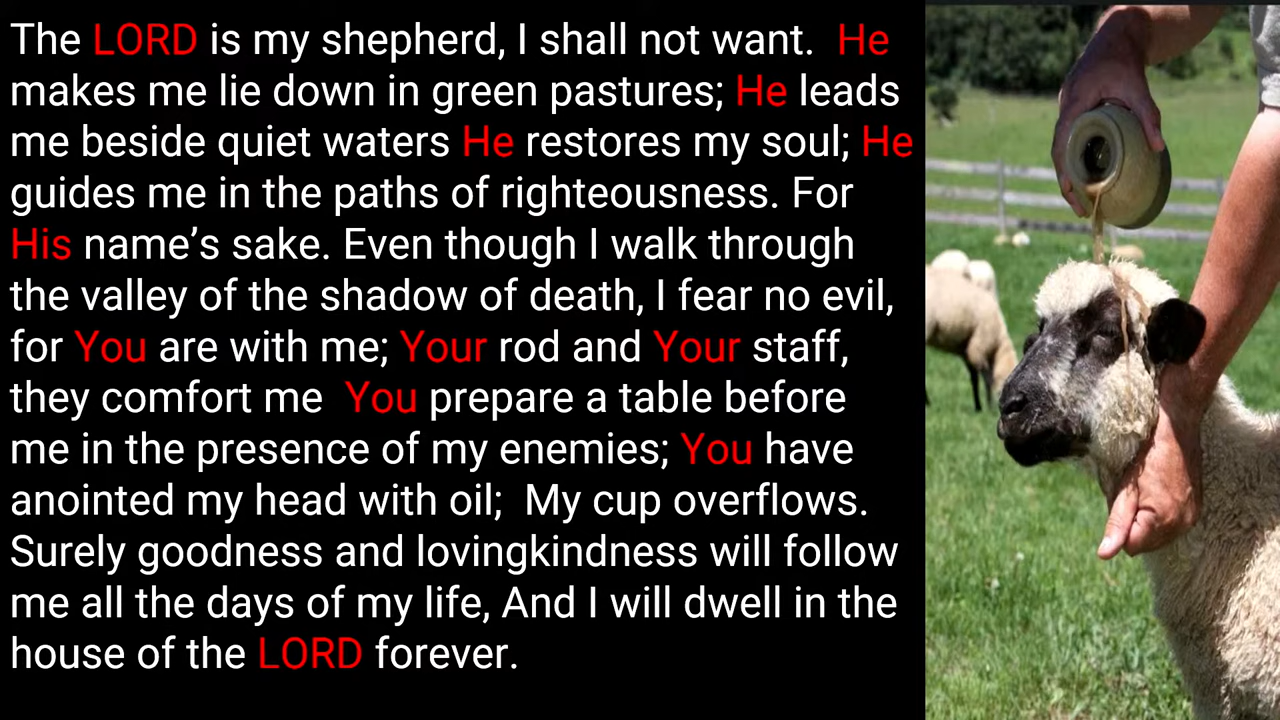 The LORD is my shepherd, I shall not want.  He
makes me lie down in green pastures; He leads
me beside quiet waters He restores my soul; He
guides me in the paths of righteousness. For
His name’s sake. Even though I walk through
the valley of the shadow of death, I fear no evil,
for You are with me; Your rod and Your staff,
they comfort me  You prepare a table before
me in the presence of my enemies; You have
anointed my head with oil;  My cup overflows.
Surely goodness and lovingkindness will follow
me all the days of my life, And I will dwell in the
house of the LORD forever.